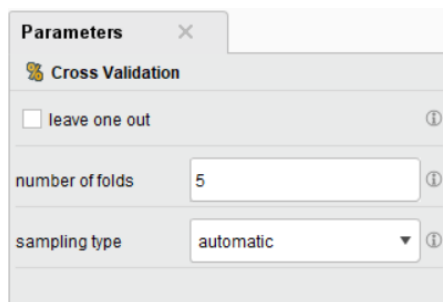 Parameters
Cross Validation
leave one out
number of folds 5
sampling type automatic